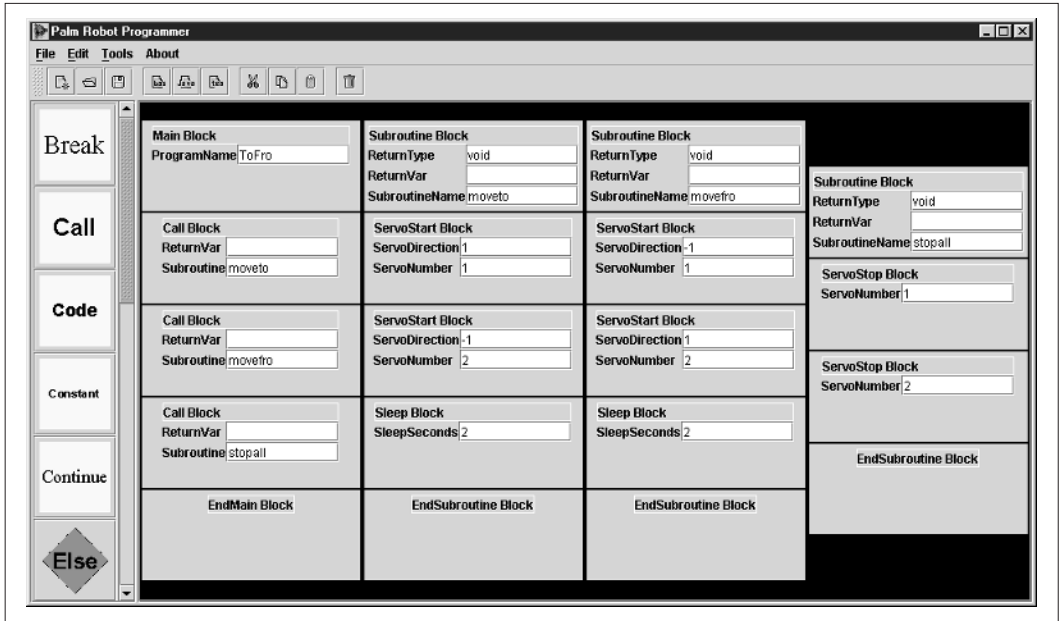 Palm Robot Programmer
File Edit Tools About
Break
Call
Code
Constant
Continue
Else
Main Block
ProgramName ToFro
Call Block
ReturnVar
Subroutine moveto
Call Block
ReturnVar
Subroutine movefro
Call Block
ReturnVar
Subroutine stopall
EndMain Block
Subroutine Block
ReturnType void
ReturnVar
SubroutineName moveto
ServoStart Block
ServoDirection 1
ServoNumber 1
ServoStart Block
ServoDirection -1
ServoNumber 2
Sleep Block
SleepSeconds 2
EndSubroutine Block
Subroutine Block
ReturnType void
ReturnVar
SubroutineName movefro
ServoStart Block
ServoDirection -1
ServoNumber 1
ServoStart Block
ServoDirection 1
ServoNumber 2
Sleep Block
SleepSeconds 2
EndSubroutine Block
Subroutine Block
ReturnType void
ReturnVar
SubroutineName stopall
ServoStop Block
ServoNumber 1
ServoStop Block
ServoNumber 2
EndSubroutine Block